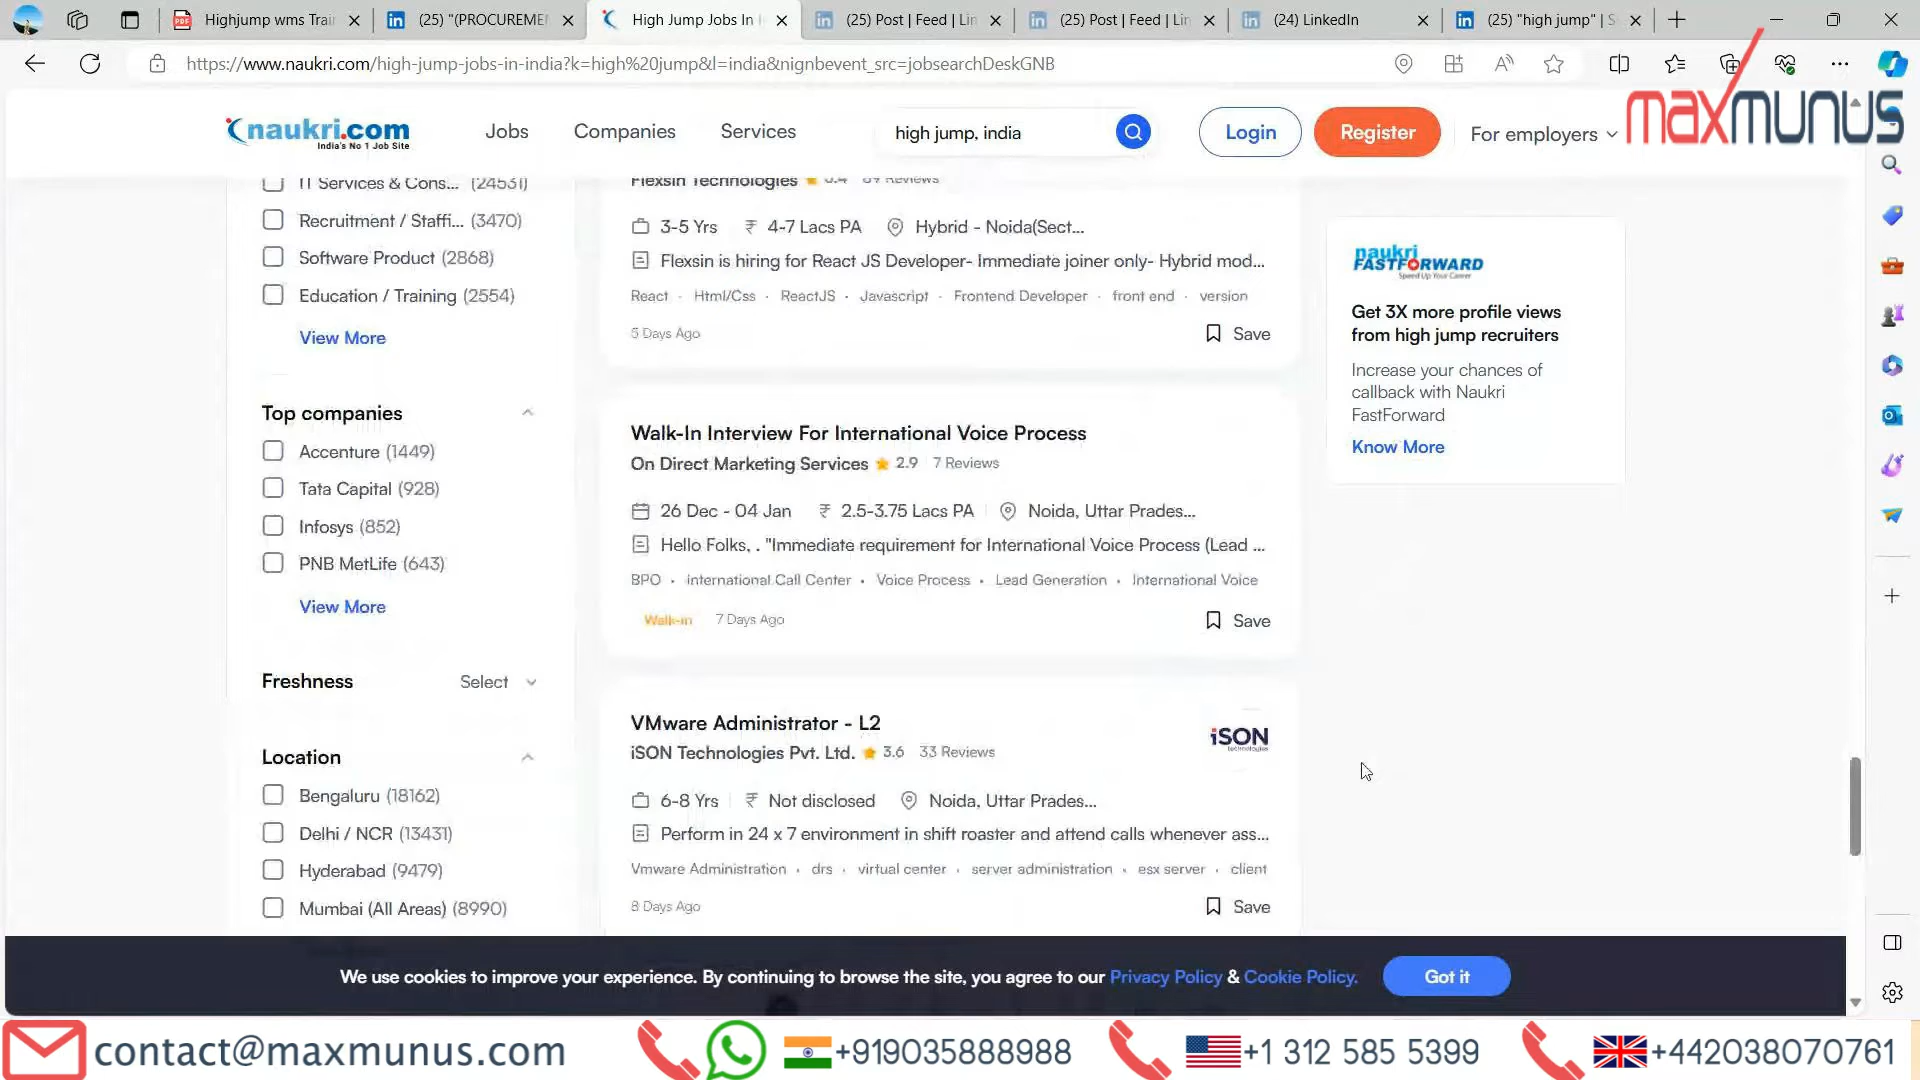 Highjump wms Trai
(25) "(PROCUREME
High Jump Jobs In
(25) Post | Feed | Lin
(25) Post | Feed | Lin
(24) LinkedIn
(25) "high jump" | S
https://www.naukri.com/high-jump-jobs-in-india?k=high%20jump&l=india&nignbevent_src=jobsearchDeskGNB
maxmunus
naukri.com
India's No 1 Job Site
Jobs
Companies
Services
high jump, india
Login
Register
For employers
IT Services & Cons... (24531)
Recruitment / Staffi... (3470)
Software Product (2868)
Education / Training (2554)
View More
Top companies
Accenture (1449)
Tata Capital (928)
Infosys (852)
PNB MetLife (643)
View More
Freshness
Select
Location
Bengaluru (18162)
Delhi / NCR (13431)
Hyderabad (9479)
Mumbai (All Areas) (8990)
Flexsin Technologies 3.4 89 Reviews
3-5 Yrs ₹ 4-7 Lacs PA Hybrid - Noida(Sect...
Flexsin is hiring for React JS Developer- Immediate joiner only- Hybrid mod...
React · Html/Css · ReactJS · Javascript · Frontend Developer · front end · version
5 Days Ago
Save
Walk-In Interview For International Voice Process
On Direct Marketing Services 2.9 7 Reviews
26 Dec - 04 Jan ₹ 2.5-3.75 Lacs PA Noida, Uttar Prades...
Hello Folks, . "Immediate requirement for International Voice Process (Lead ...
BPO · International Call Center · Voice Process · Lead Generation · International Voice
Walk-in 7 Days Ago
Save
VMware Administrator - L2
iSON Technologies Pvt. Ltd. 3.6 33 Reviews
iSON
technologies
6-8 Yrs ₹ Not disclosed Noida, Uttar Prades...
Perform in 24 x 7 environment in shift roaster and attend calls whenever ass...
Vmware Administration · drs · virtual center · server administration · esx server · client
8 Days Ago
Save
naukri
FASTFORWARD
Speed Up Your Career
Get 3X more profile views
from high jump recruiters
Increase your chances of
callback with Naukri
FastForward
Know More
We use cookies to improve your experience. By continuing to browse the site, you agree to our Privacy Policy & Cookie Policy.
Got it
contact@maxmunus.com
+919035888988
+1 312 585 5399
+442038070761